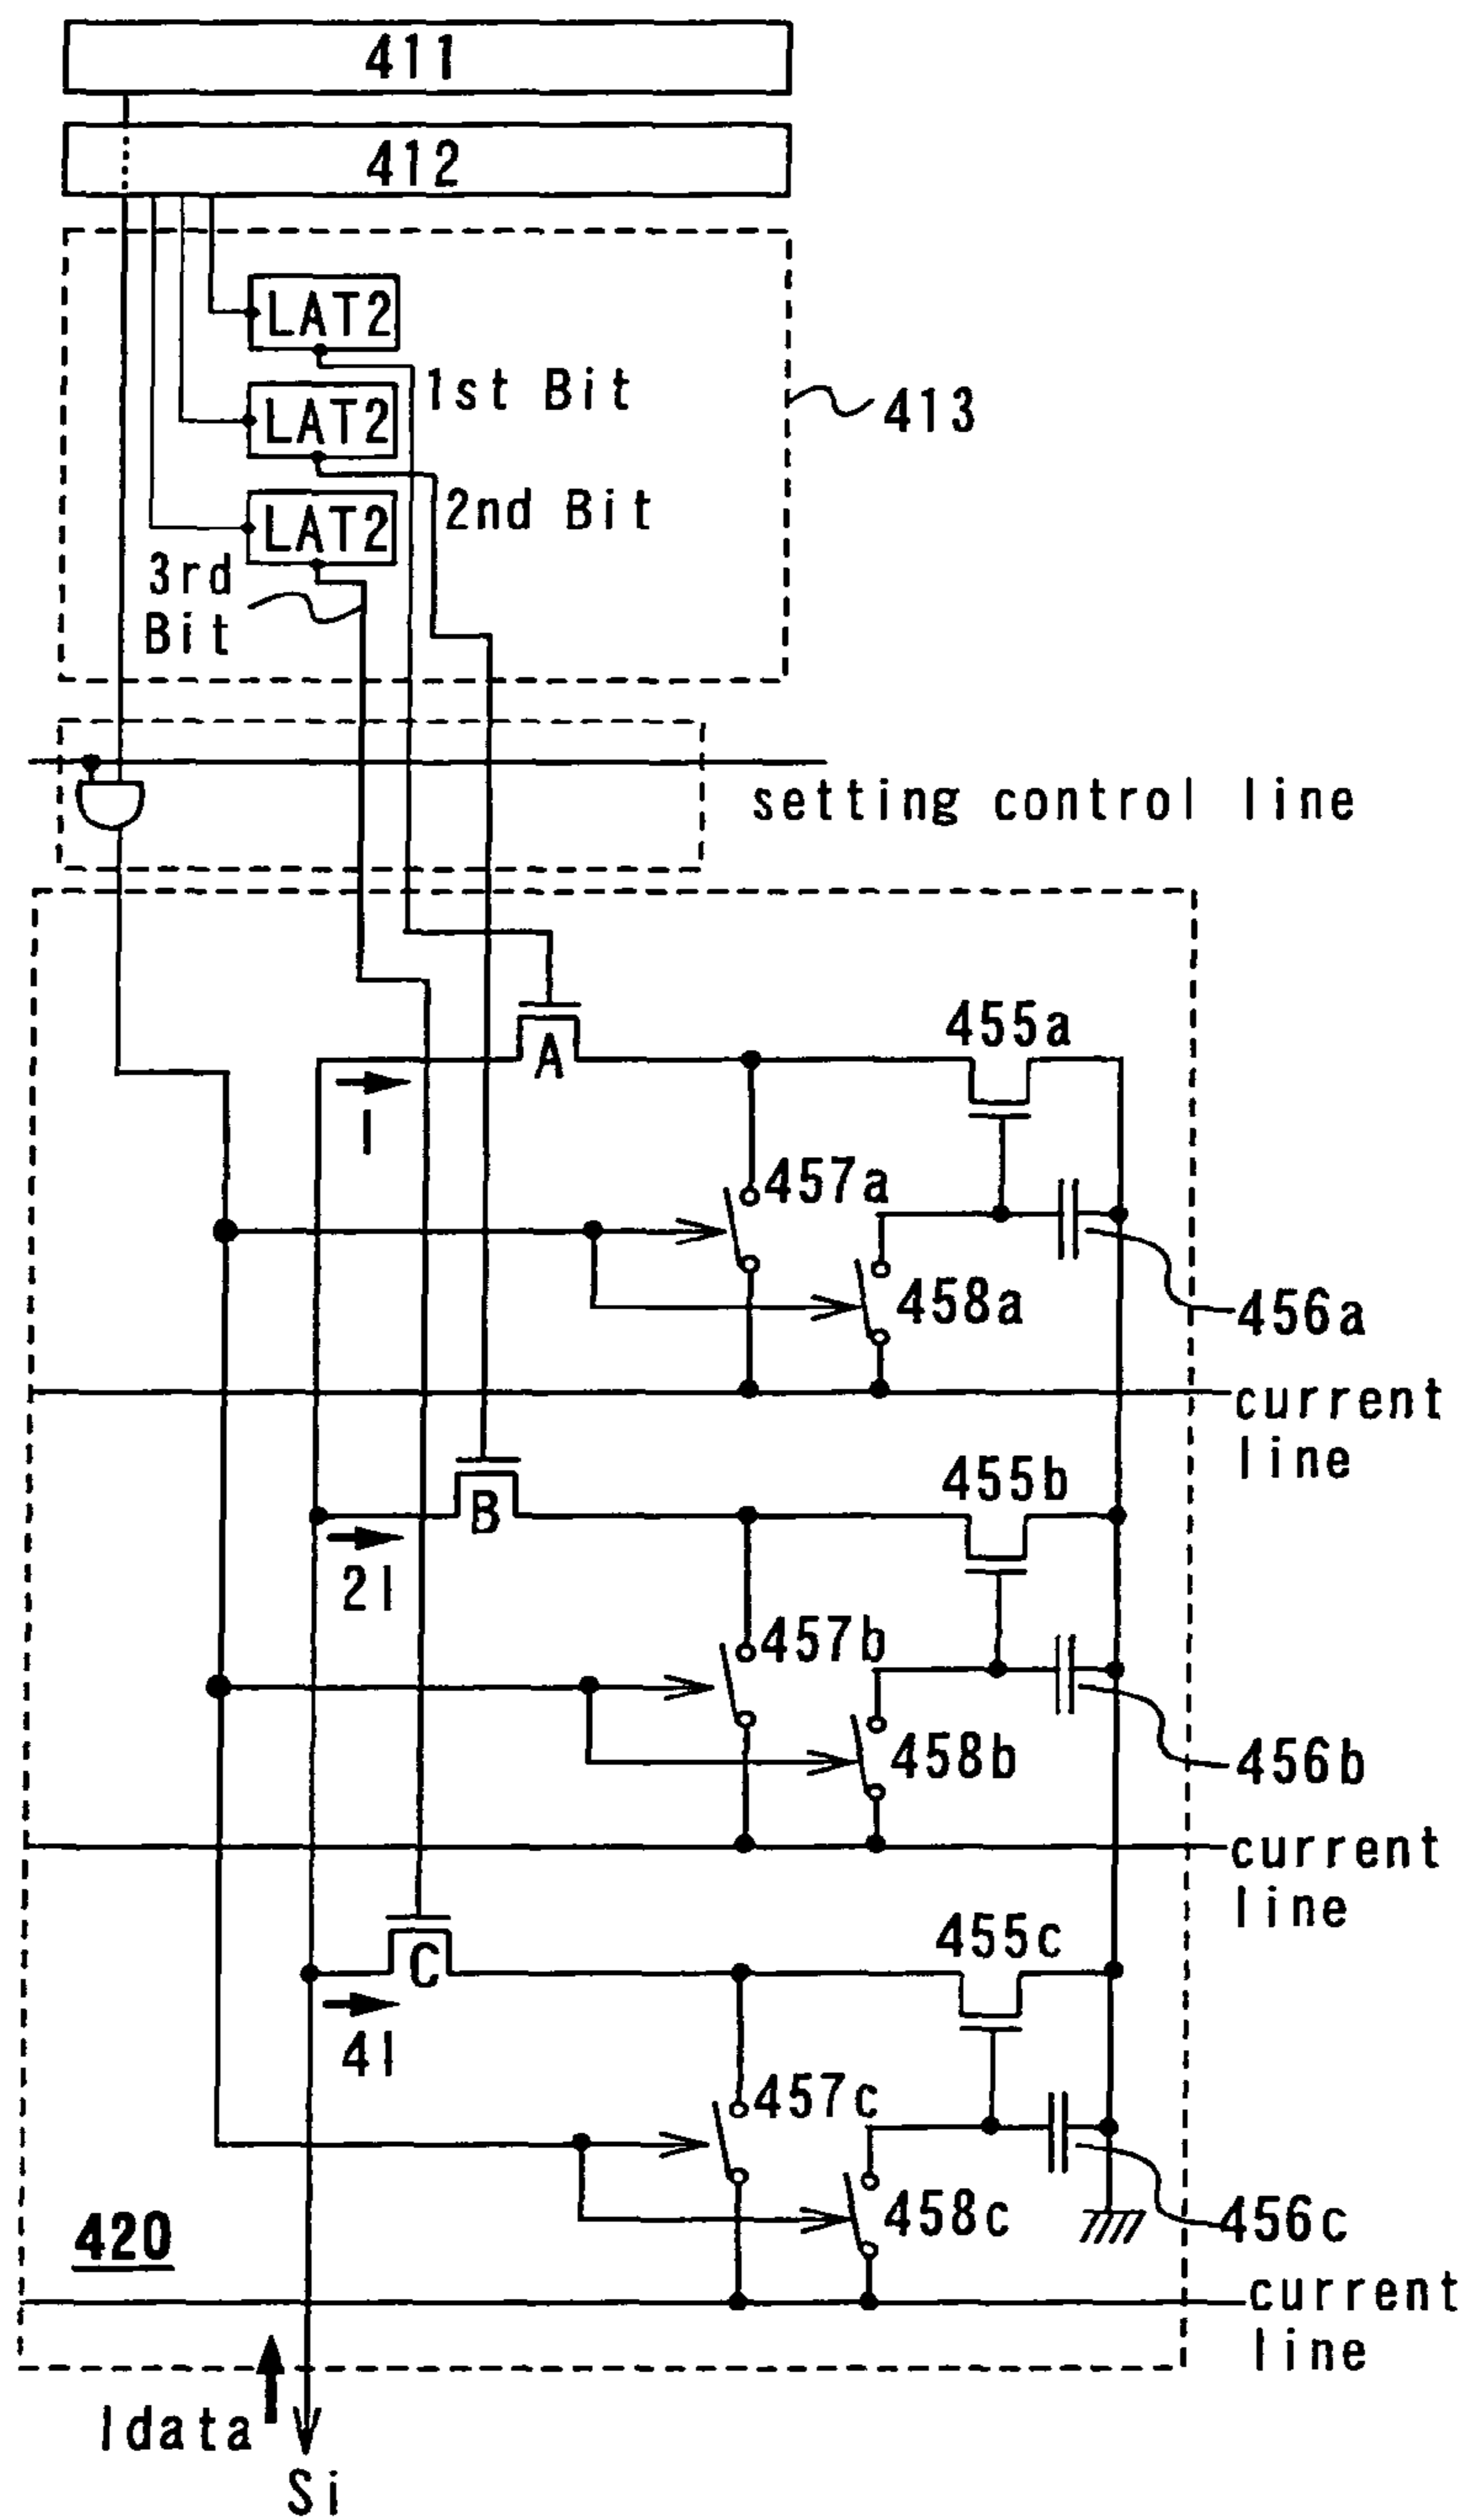 411
412
LAT2
1st Bit
LAT2
413
2nd Bit
LAT2
3rd
Bit
setting control line
455a
A
I
457a
458a
456a
current
line
455b
B
2I
457b
458b
456b
current
line
455c
C
4I
457c
458c
456c
420
current
line
Idata
Si